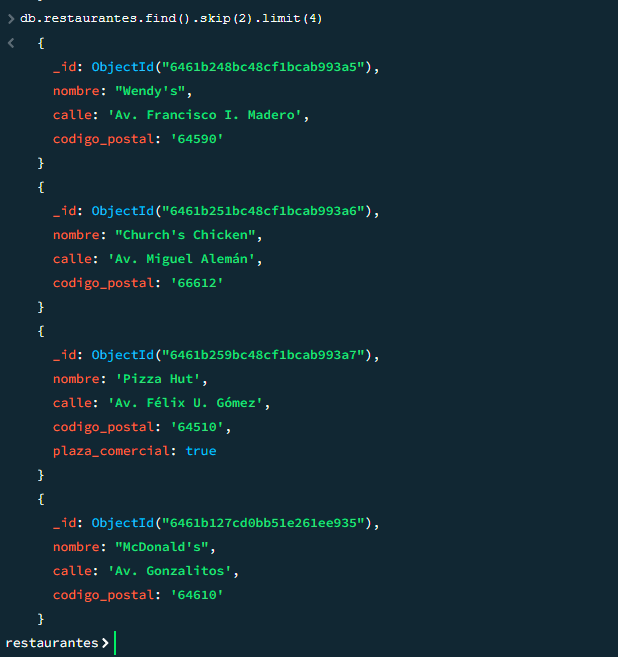 > db.restaurantes.find().skip(2).limit(4)
< {
_id: ObjectId("6461b248bc48cf1bcab993a5"),
nombre: "Wendy's",
calle: 'Av. Francisco I. Madero',
codigo_postal: '64590'
}
{
_id: ObjectId("6461b251bc48cf1bcab993a6"),
nombre: "Church's Chicken",
calle: 'Av. Miguel Alemán',
codigo_postal: '66612'
}
{
_id: ObjectId("6461b259bc48cf1bcab993a7"),
nombre: 'Pizza Hut',
calle: 'Av. Félix U. Gómez',
codigo_postal: '64510',
plaza_comercial: true
}
{
_id: ObjectId("6461b127cd0bb51e261ee935"),
nombre: "McDonald's",
calle: 'Av. Gonzalitos',
codigo_postal: '64610'
}
restaurantes>